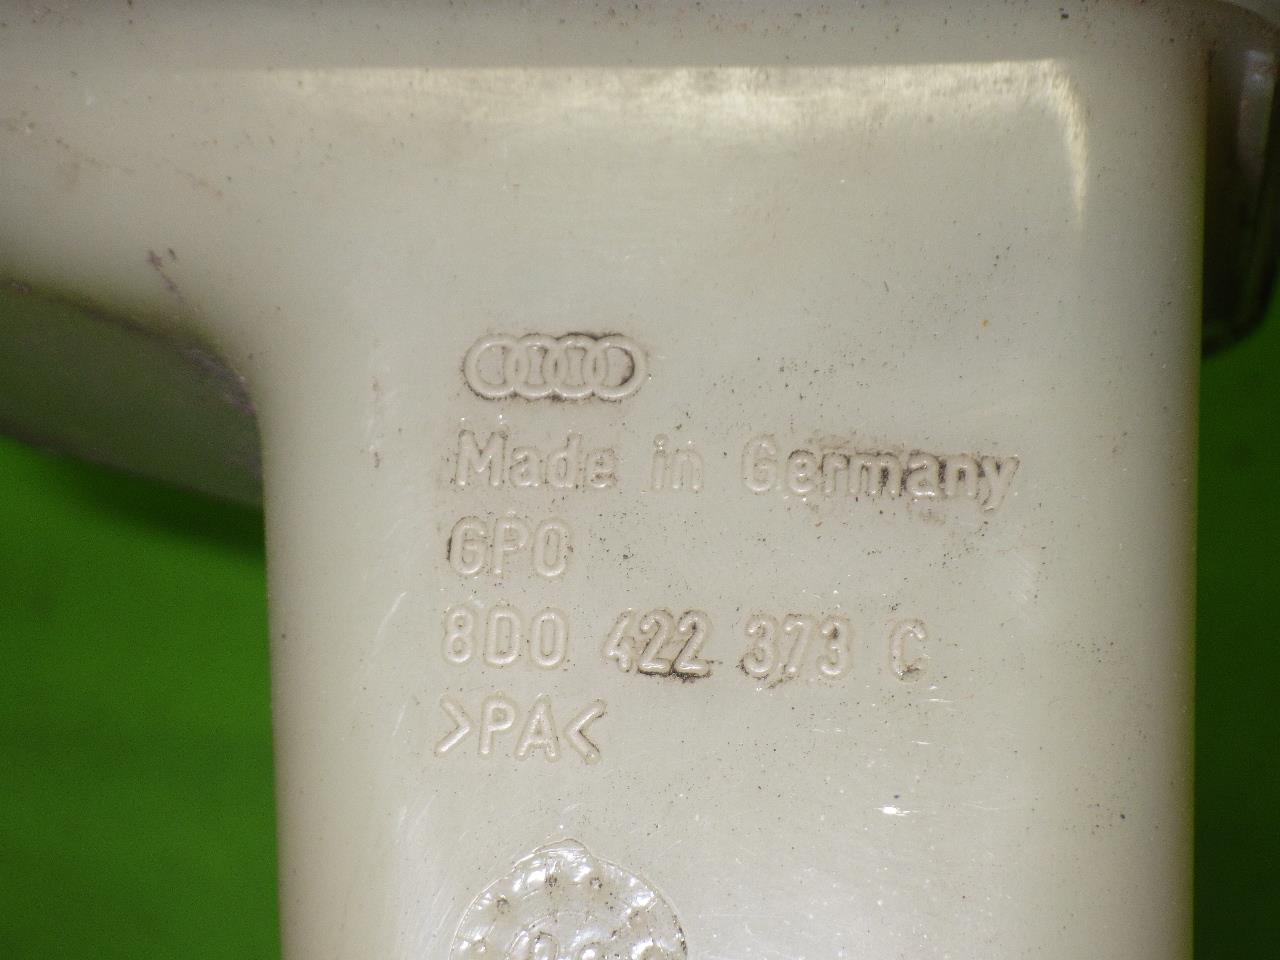 Made in Germany
GPO
8D0 422 373 C
>PA<